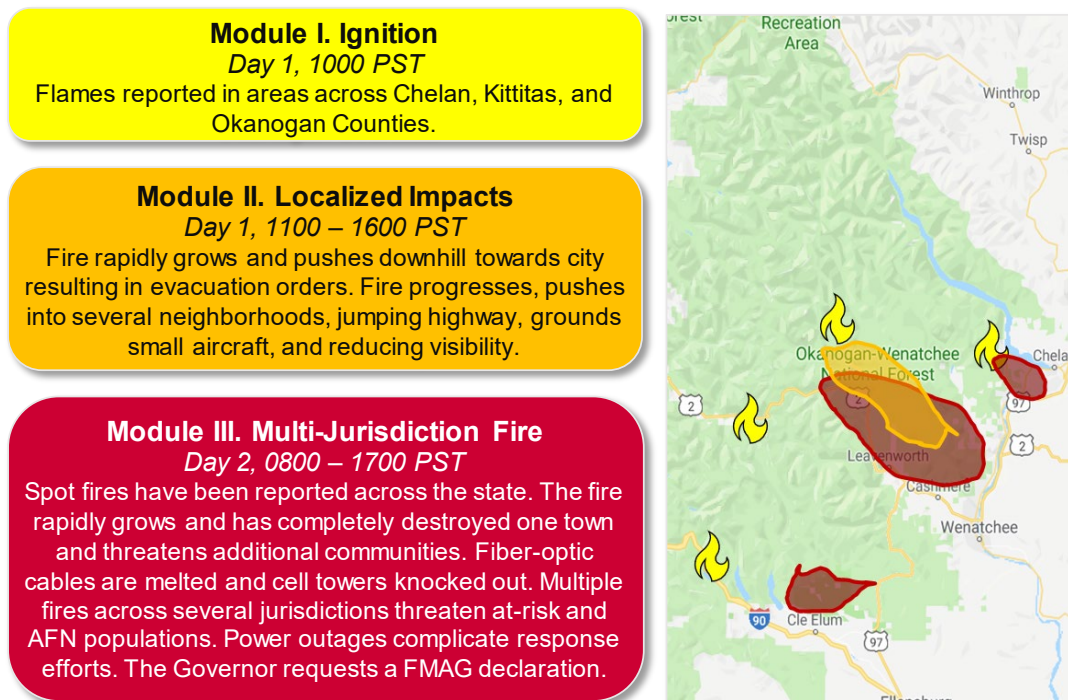 Module I. Ignition
Day 1, 1000 PST
Flames reported in areas across Chelan, Kittitas, and
Okanogan Counties.
Module II. Localized Impacts
Day 1, 1100 – 1600 PST
Fire rapidly grows and pushes downhill towards city
resulting in evacuation orders. Fire progresses, pushes
into several neighborhoods, jumping highway, grounds
small aircraft, and reducing visibility.
Module III. Multi-Jurisdiction Fire
Day 2, 0800 – 1700 PST
Spot fires have been reported across the state. The fire
rapidly grows and has completely destroyed one town
and threatens additional communities. Fiber-optic
cables are melted and cell towers knocked out. Multiple
fires across several jurisdictions threaten at-risk and
AFN populations. Power outages complicate response
efforts. The Governor requests a FMAG declaration.
orest
Recreation
Area
Winthrop
Twisp
Okanogan-Wenatchee
National Forest
Chela
2
2
97
2
Leavenworth
Cashmere
Wenatchee
90
Cle Elum
97
Ellensburg